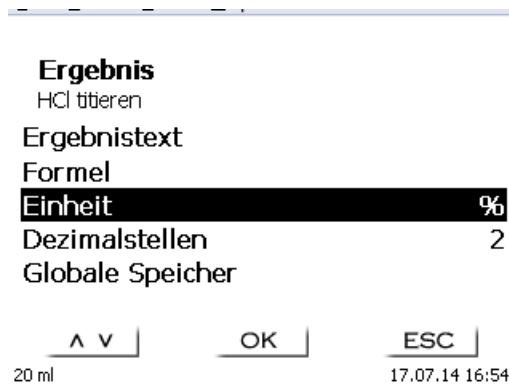 Ergebnis
HCl titieren
Ergebnistext
Formel
Einheit %
Dezimalstellen 2
Globale Speicher
∧ ∨ OK ESC
20 ml 17.07.14 16:54